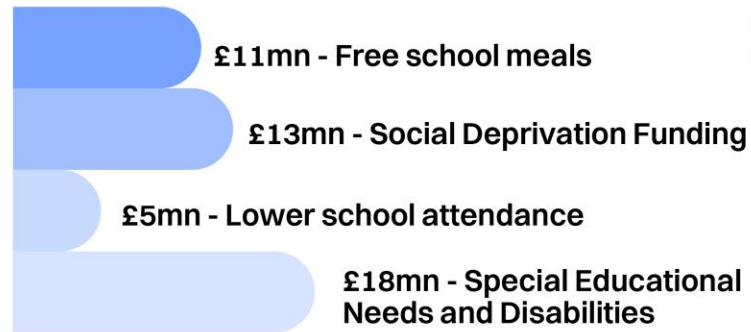 £11mn - Free school meals
£13mn - Social Deprivation Funding
£5mn - Lower school attendance
£18mn - Special Educational
Needs and Disabilities